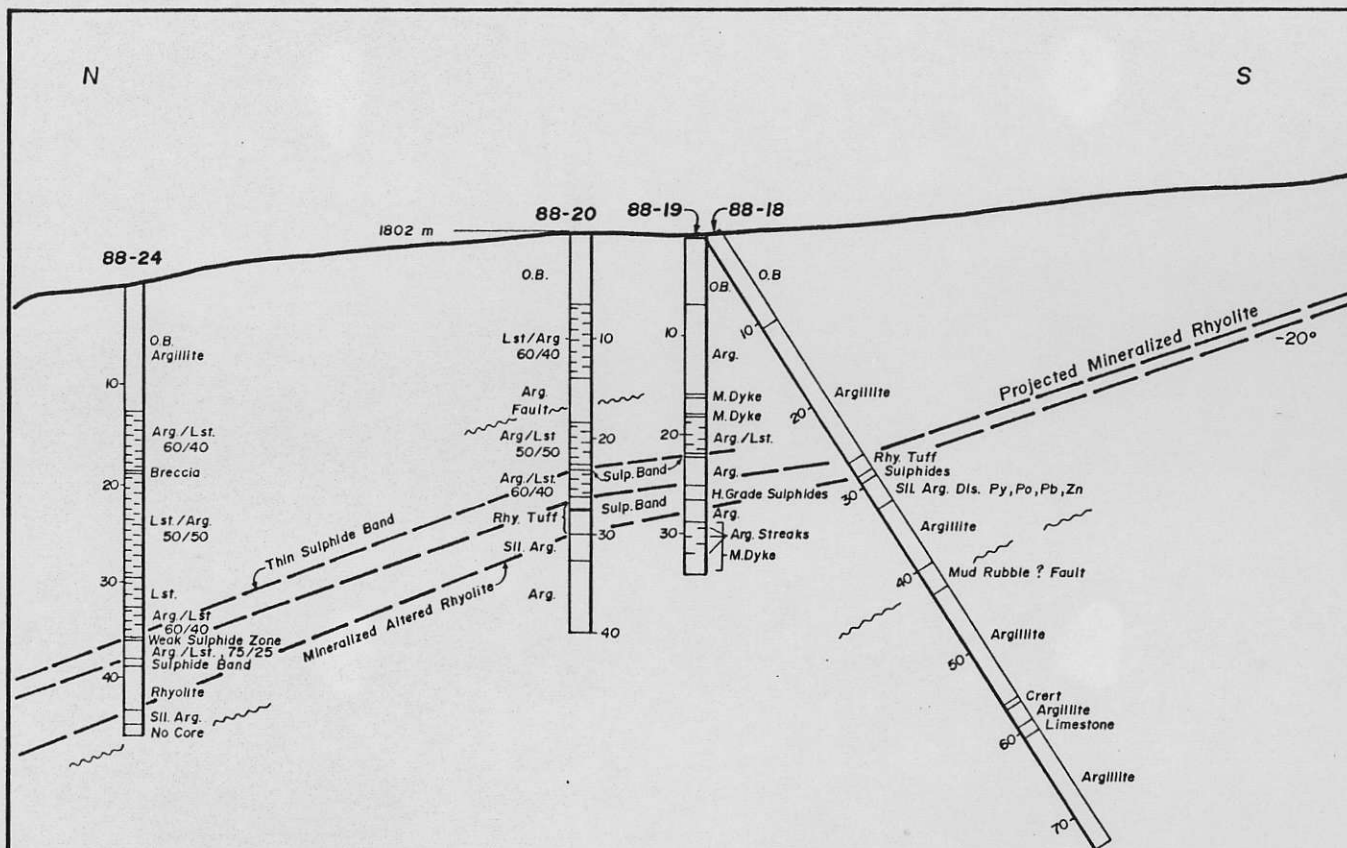 N
S
88-20
88-19
88-18
1802 m
88-24
O.B.
Argillite
10
Arg./Lst.
60/40
Breccia
20
Lst./Arg.
50/50
30
Lst.
Arg./Lst
60/40
Weak Sulphide Zone
Arg./Lst., 75/25
Sulphide Band
40
Rhyolite
Sil. Arg.
No Core
Thin Sulphide Band
Mineralized Altered Rhyolite
O.B.
Lst/Arg
60/40
10
Arg.
Fault
Arg/Lst
50/50
20
Arg./Lst.
60/40
Sulp. Band
Sulp. Band
Rhy. Tuff
30
Sil. Arg.
Arg.
40
O.B.
10
Arg.
M. Dyke
M. Dyke
20
Arg./Lst.
Arg.
H. Grade Sulphides
Arg.
30
Arg. Streaks
M. Dyke
O.B
10
Argillite
20
Rhy. Tuff
Sulphides
30
Sil. Arg. Dis. Py, Po, Pb, Zn
Argillite
40
Mud Rubble ? Fault
Argillite
50
Crert
Argillite
Limestone
60
Argillite
70
Projected Mineralized Rhyolite
-20°